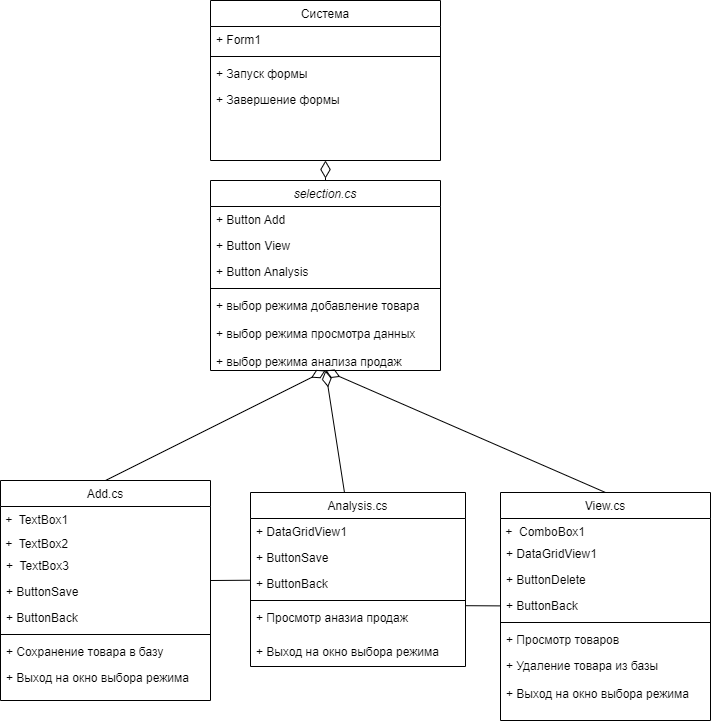 Система
+ Form1
+ Запуск формы
+ Завершение формы
selection.cs
+ Button Add
+ Button View
+ Button Analysis
+ выбор режима добавление товара
+ выбор режима просмотра данных
+ выбор режима анализа продаж
Add.cs
+ TextBox1
+ TextBox2
+ TextBox3
+ ButtonSave
+ ButtonBack
+ Сохранение товара в базу
+ Выход на окно выбора режима
Analysis.cs
+ DataGridView1
+ ButtonSave
+ ButtonBack
+ Просмотр аназиа продаж
+ Выход на окно выбора режима
View.cs
+ ComboBox1
+ DataGridView1
+ ButtonDelete
+ ButtonBack
+ Просмотр товаров
+ Удаление товара из базы
+ Выход на окно выбора режима